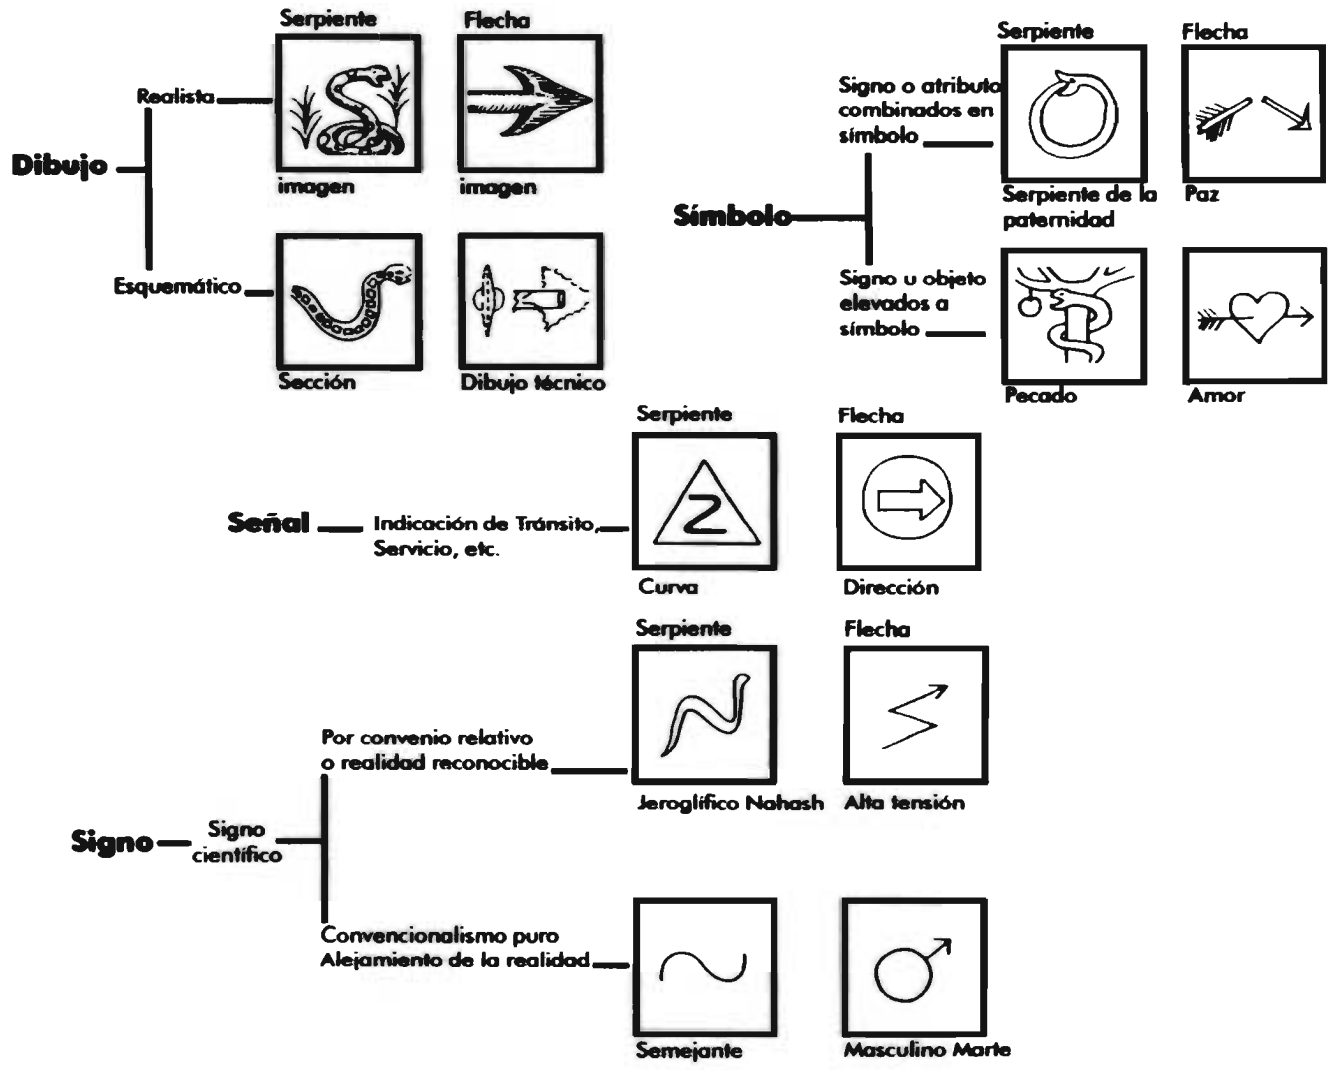 Serpiente
Flecha
Realista
Dibujo
imagen
imagen
Esquemático
Sección
Dibujo técnico
Serpiente
Flecha
Signo o atributo
combinados en
símbolo
Serpiente de la
paternidad
Paz
Símbolo
Signo u objeto
elevados a
símbolo
Pecado
Amor
Serpiente
Flecha
2
Señal
Indicación de Tránsito,
Servicio, etc.
Curva
Dirección
Serpiente
Flecha
Por convenio relativo
o realidad reconocible
Jeroglífico Nahash
Alta tensión
Signo
Signo
científico
Convencionalismo puro
Alejamiento de la realidad
Semejante
Masculino Marte